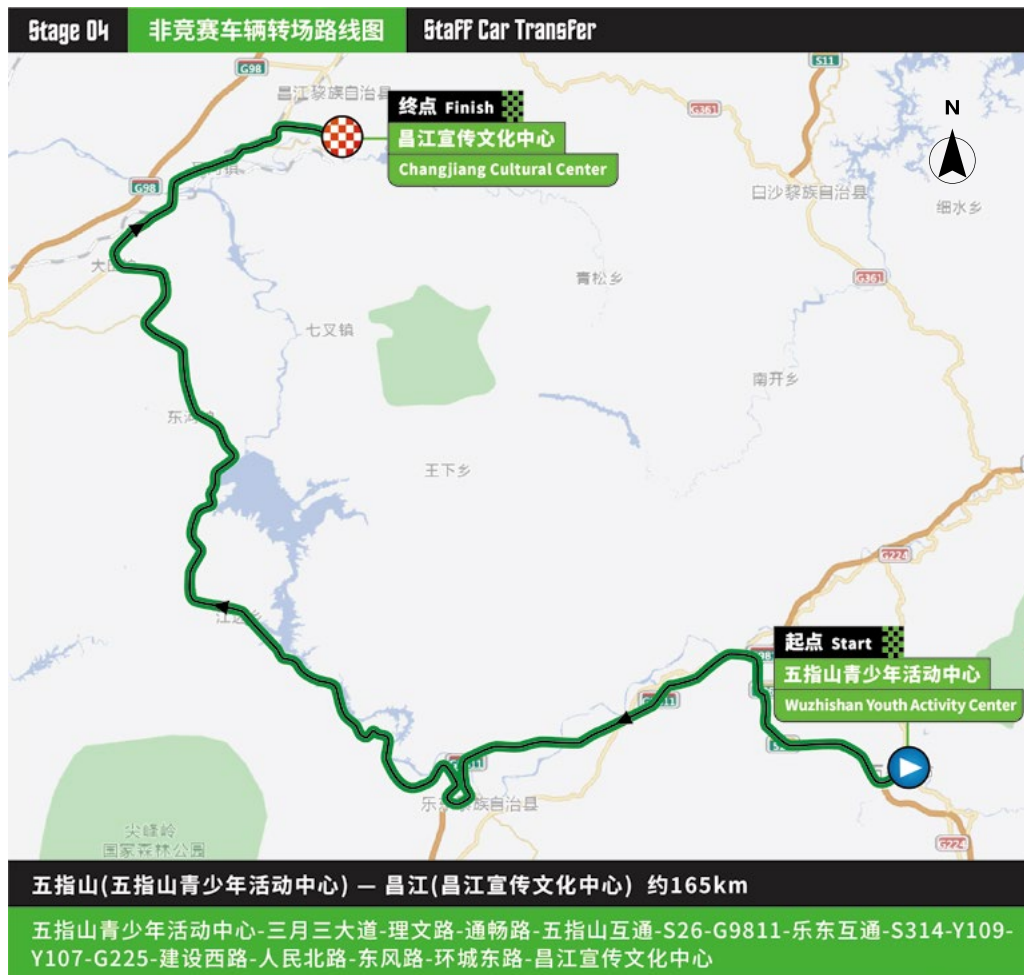 Stage 04 非竞赛车辆转场路线图 Staff Car Transfer
G98
S11
昌江黎族自治县
终点 Finish
G361
N
昌江宣传文化中心
Changjiang Cultural Center
G98
白沙黎族自治县
细水乡
青松乡
G361
七叉镇
南开乡
王下乡
G224
起点 Start
五指山青少年活动中心
Wuzhishan Youth Activity Center
尖峰岭
国家森林公园
G224
五指山(五指山青少年活动中心) — 昌江(昌江宣传文化中心) 约165km
五指山青少年活动中心-三月三大道-理文路-通畅路-五指山互通-S26-G9811-乐东互通-S314-Y109-
Y107-G225-建设西路-人民北路-东风路-环城东路-昌江宣传文化中心